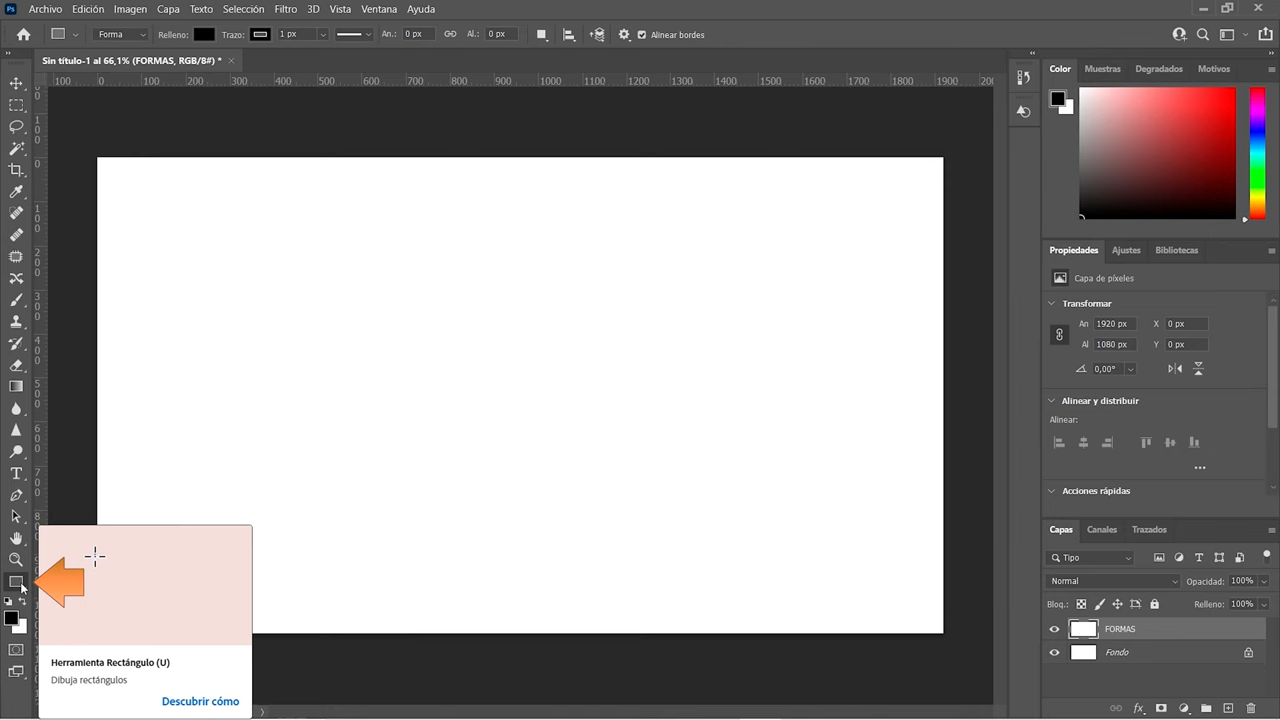 Ps Archivo Edición Imagen Capa Texto Selección Filtro 3D Vista Ventana Ayuda
Forma Relleno: Trazo: 1 px An.: 0 px Al.: 0 px Alinear bordes
Sin título-1 al 66,1% (FORMAS, RGB/8#) *
100 0 100 200 300 400 500 600 700 800 900 1000 1100 1200 1300 1400 1500 1600 1700 1800 1900
Color Muestras Degradados Motivos
Propiedades Ajustes Bibliotecas
Capa de píxeles
Transformar
An 1920 px X 0 px
Al 1080 px Y 0 px
0,00°
Alinear y distribuir
Alinear:
Acciones rápidas
Capas Canales Trazados
Tipo
Normal Opacidad: 100%
Bloq.: Relleno: 100%
FORMAS
Fondo
Herramienta Rectángulo (U)
Dibuja rectángulos
Descubrir cómo